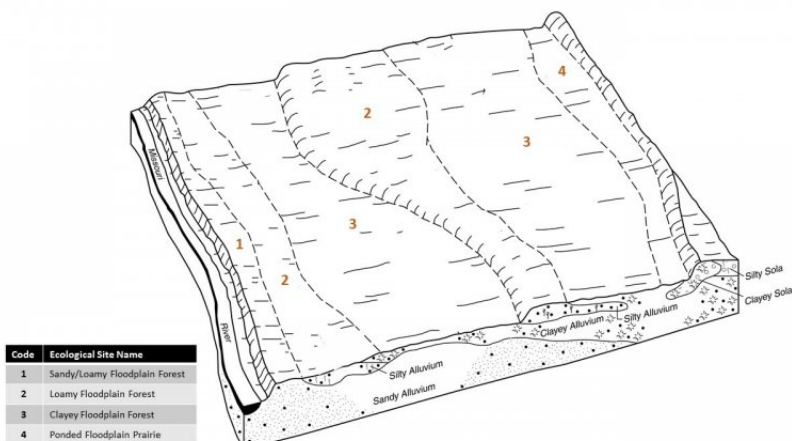 4
2
3
3
1
2
Missouri
River
Silty Sola
Clayey Sola
Silty Alluvium
Clayey Alluvium
Silty Alluvium
Sandy Alluvium
Code Ecological Site Name
1 Sandy/Loamy Floodplain Forest
2 Loamy Floodplain Forest
3 Clayey Floodplain Forest
4 Ponded Floodplain Prairie